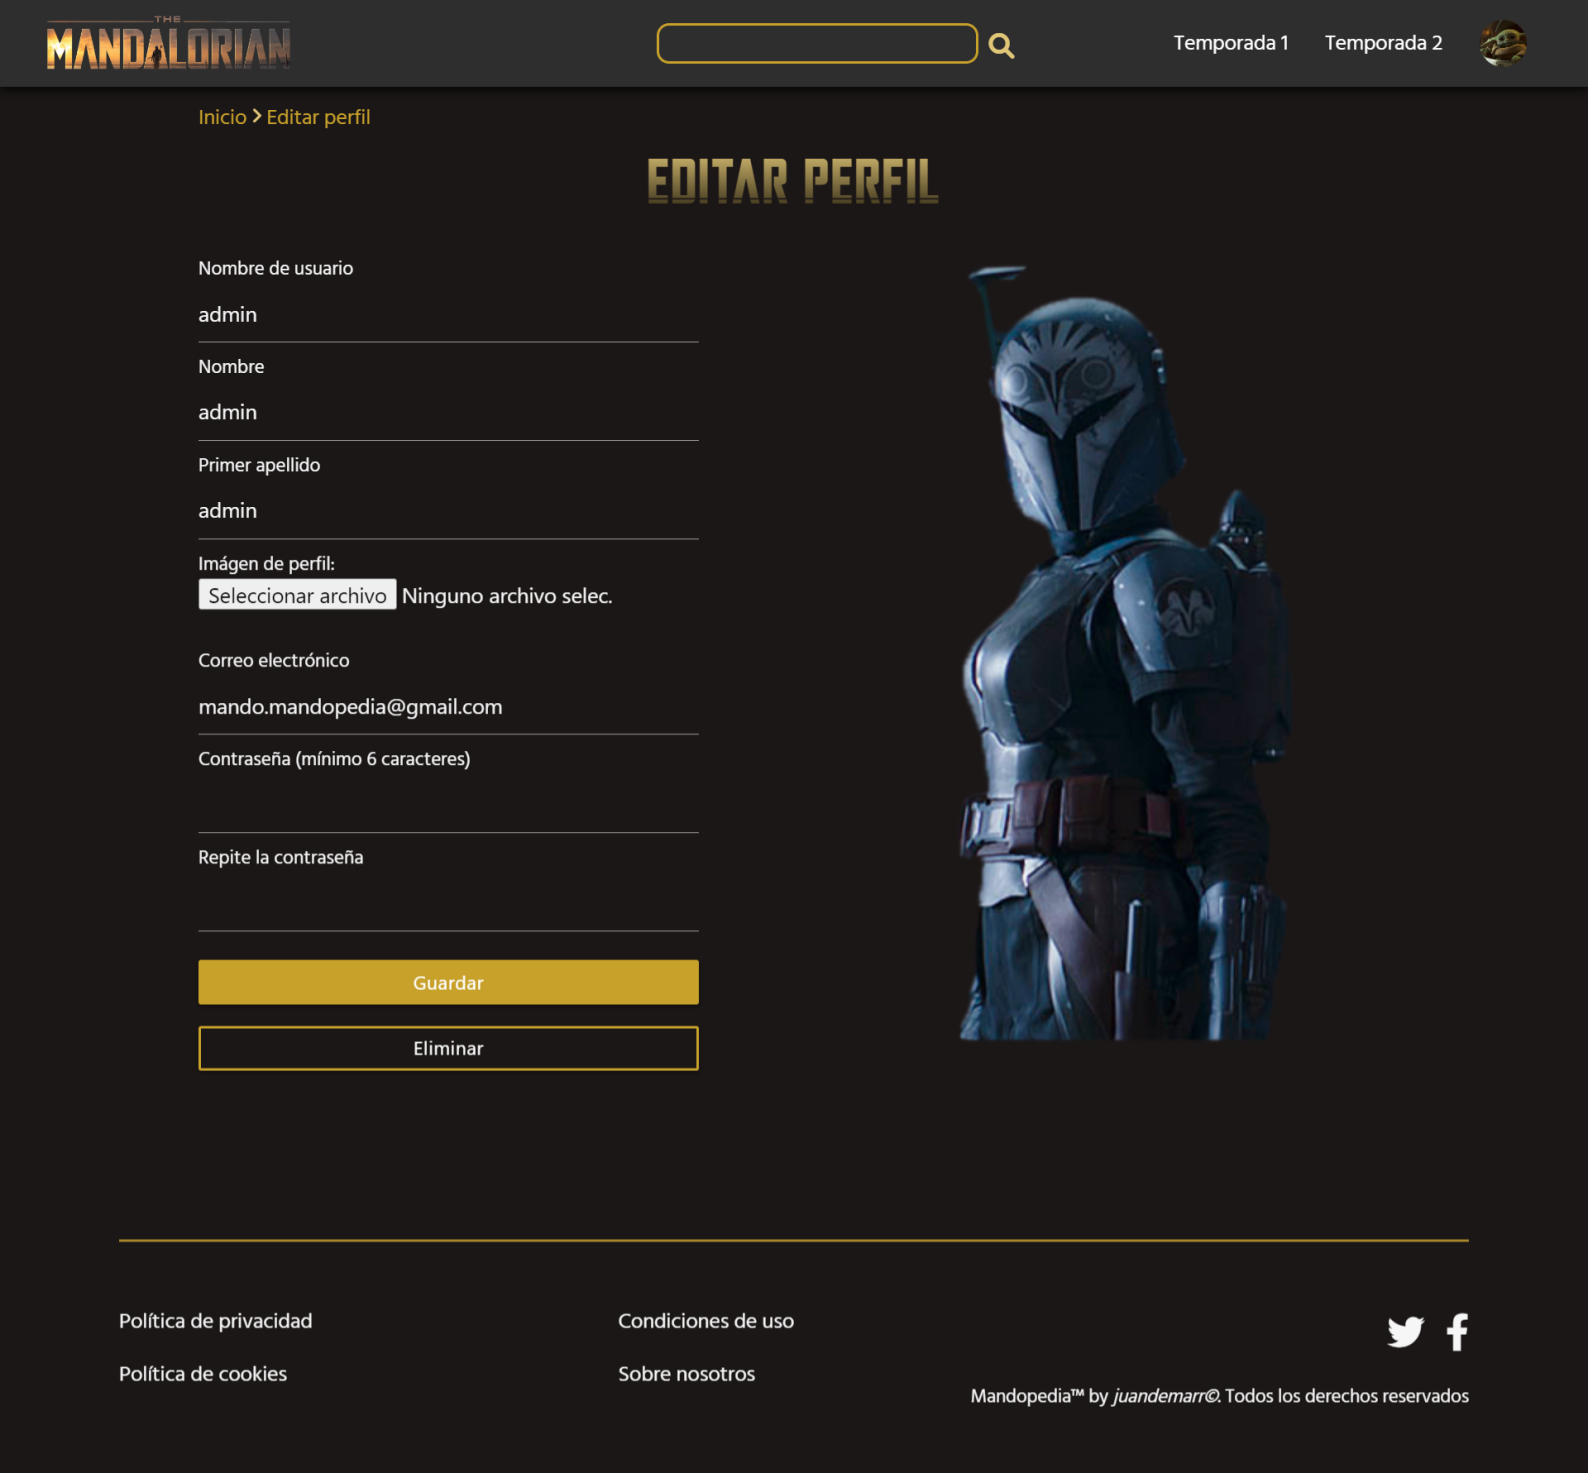 THE
MANDALORIAN
Temporada 1
Temporada 2
Inicio > Editar perfil
EDITAR PERFIL
Nombre de usuario
admin
Nombre
admin
Primer apellido
admin
Imágen de perfil:
Seleccionar archivo Ninguno archivo selec.
Correo electrónico
mando.mandopedia@gmail.com
Contraseña (mínimo 6 caracteres)
Repite la contraseña
Guardar
Eliminar
Política de privacidad
Condiciones de uso
Política de cookies
Sobre nosotros
Mandopedia™ by juandemarr©. Todos los derechos reservados